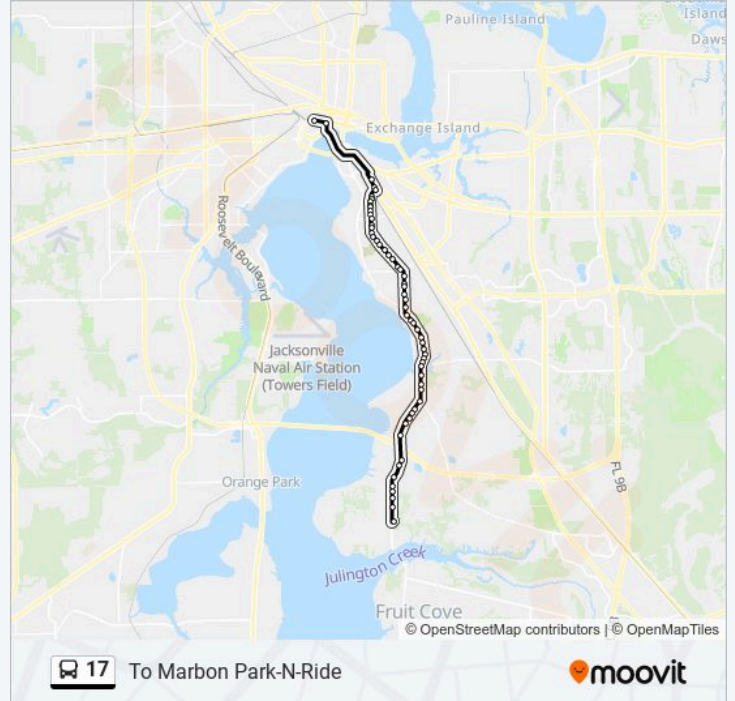 Pauline Island
Island
Daws
Exchange Island
Roosevelt Boulevard
Jacksonville
Naval Air Station
(Towers Field)
Orange Park
FL 9B
Julington Creek
Fruit Cove
© OpenStreetMap contributors | © OpenMapTiles
17 To Marbon Park-N-Ride
moovit